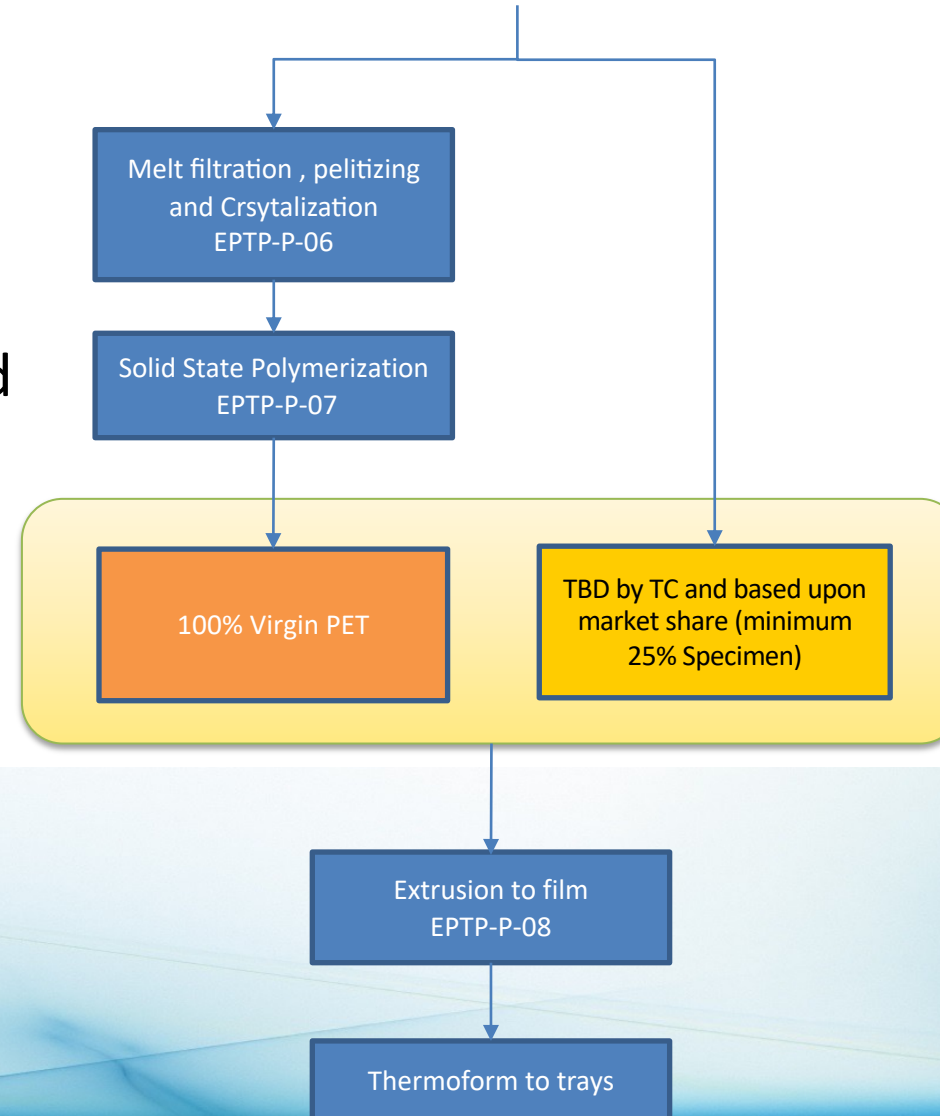 Melt filtration , pelitizing
and Crsytalization
EPTP-P-06
Solid State Polymerization
EPTP-P-07
d
100% Virgin PET
TBD by TC and based upon
market share (minimum
25% Specimen)
Extrusion to film
EPTP-P-08
Thermoform to trays